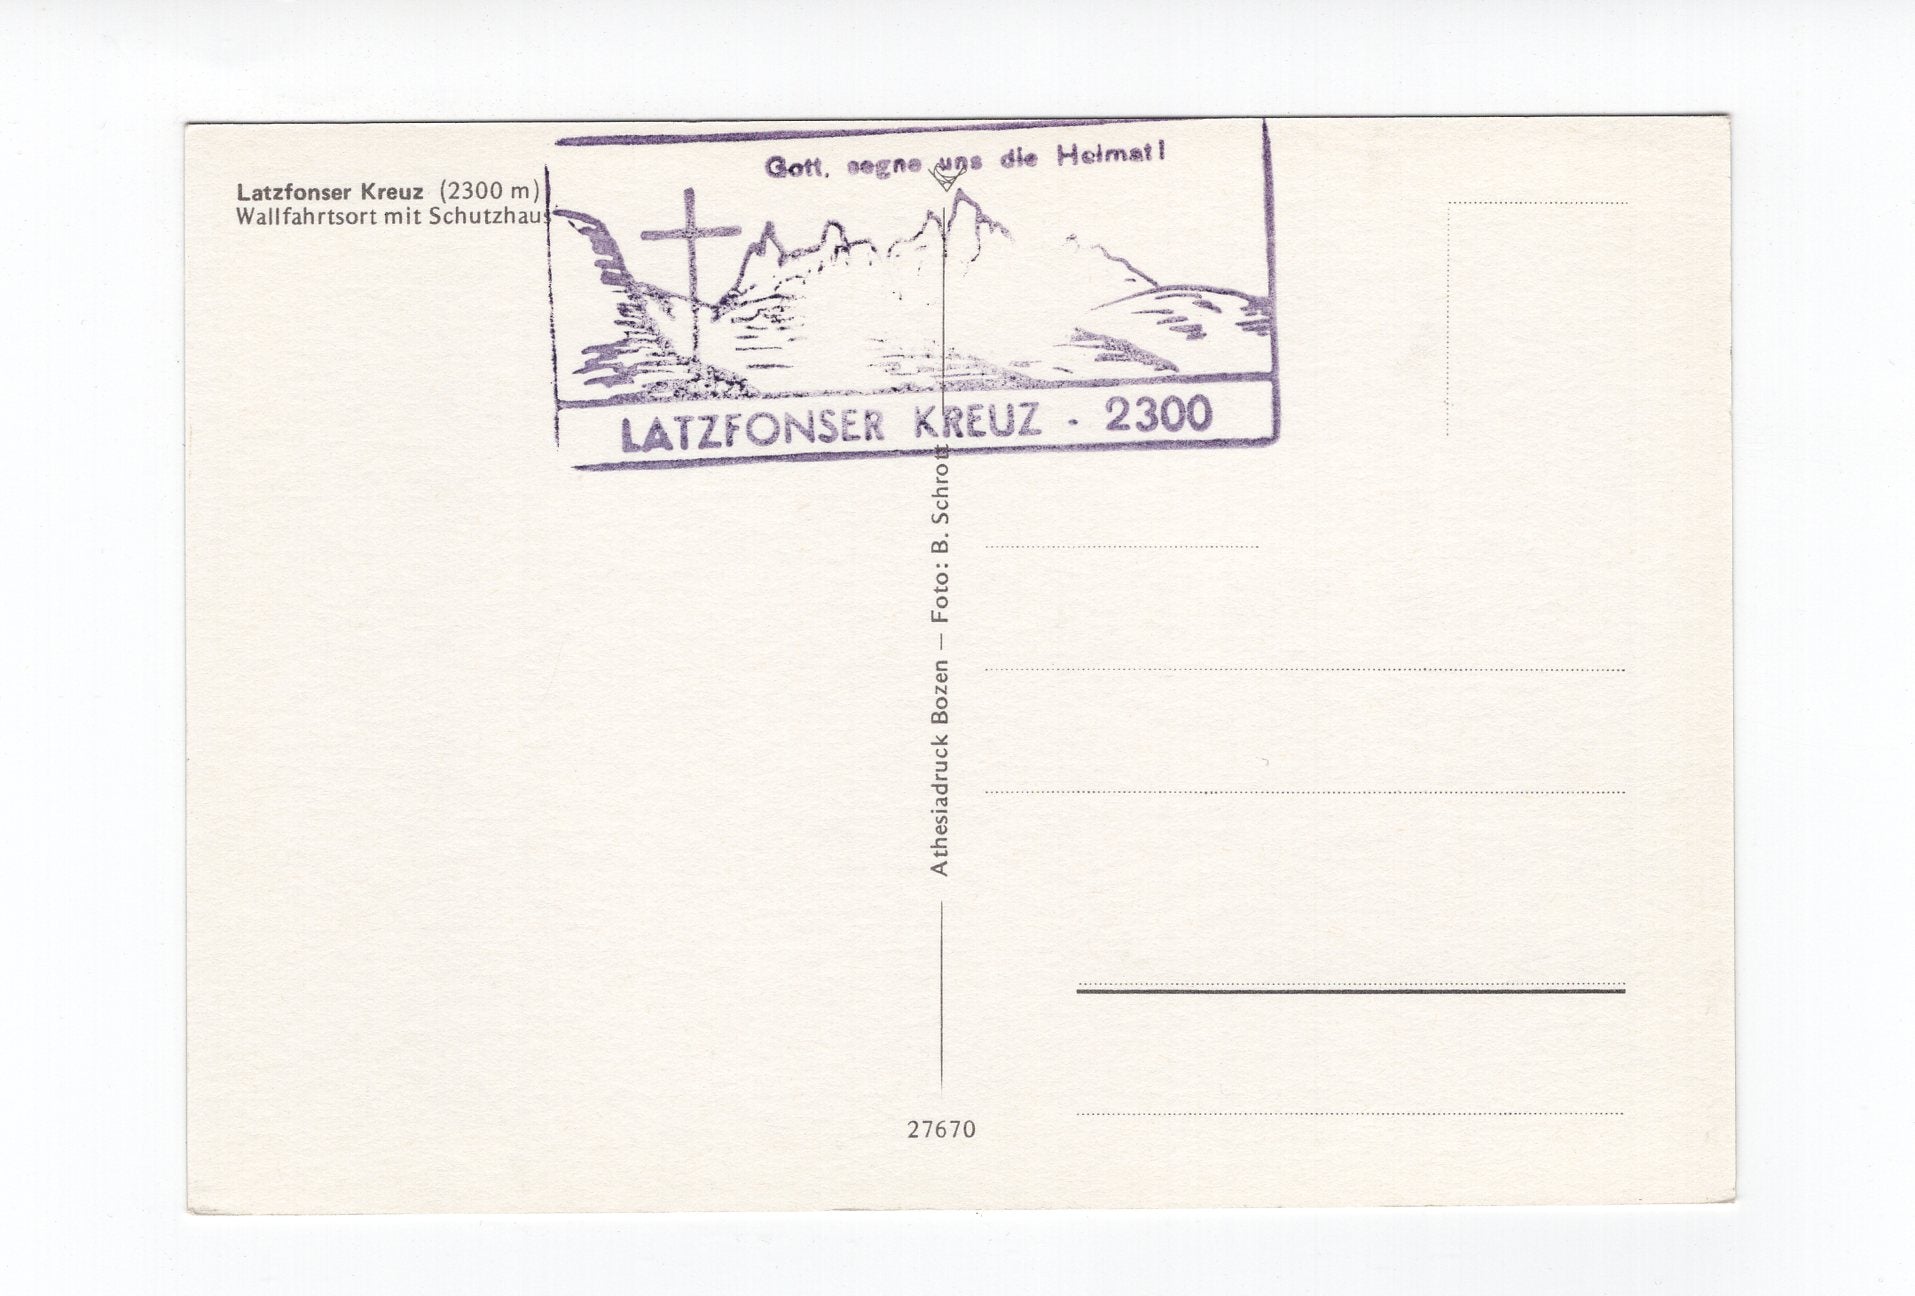 Latzfonser Kreuz (2300 m)
Wallfahrtsort mit Schutzhaus
Gott, segne uns die Heimat!
LATZFONSER KREUZ - 2300
Athesiadruck Bozen — Foto: B. Schrott
27670